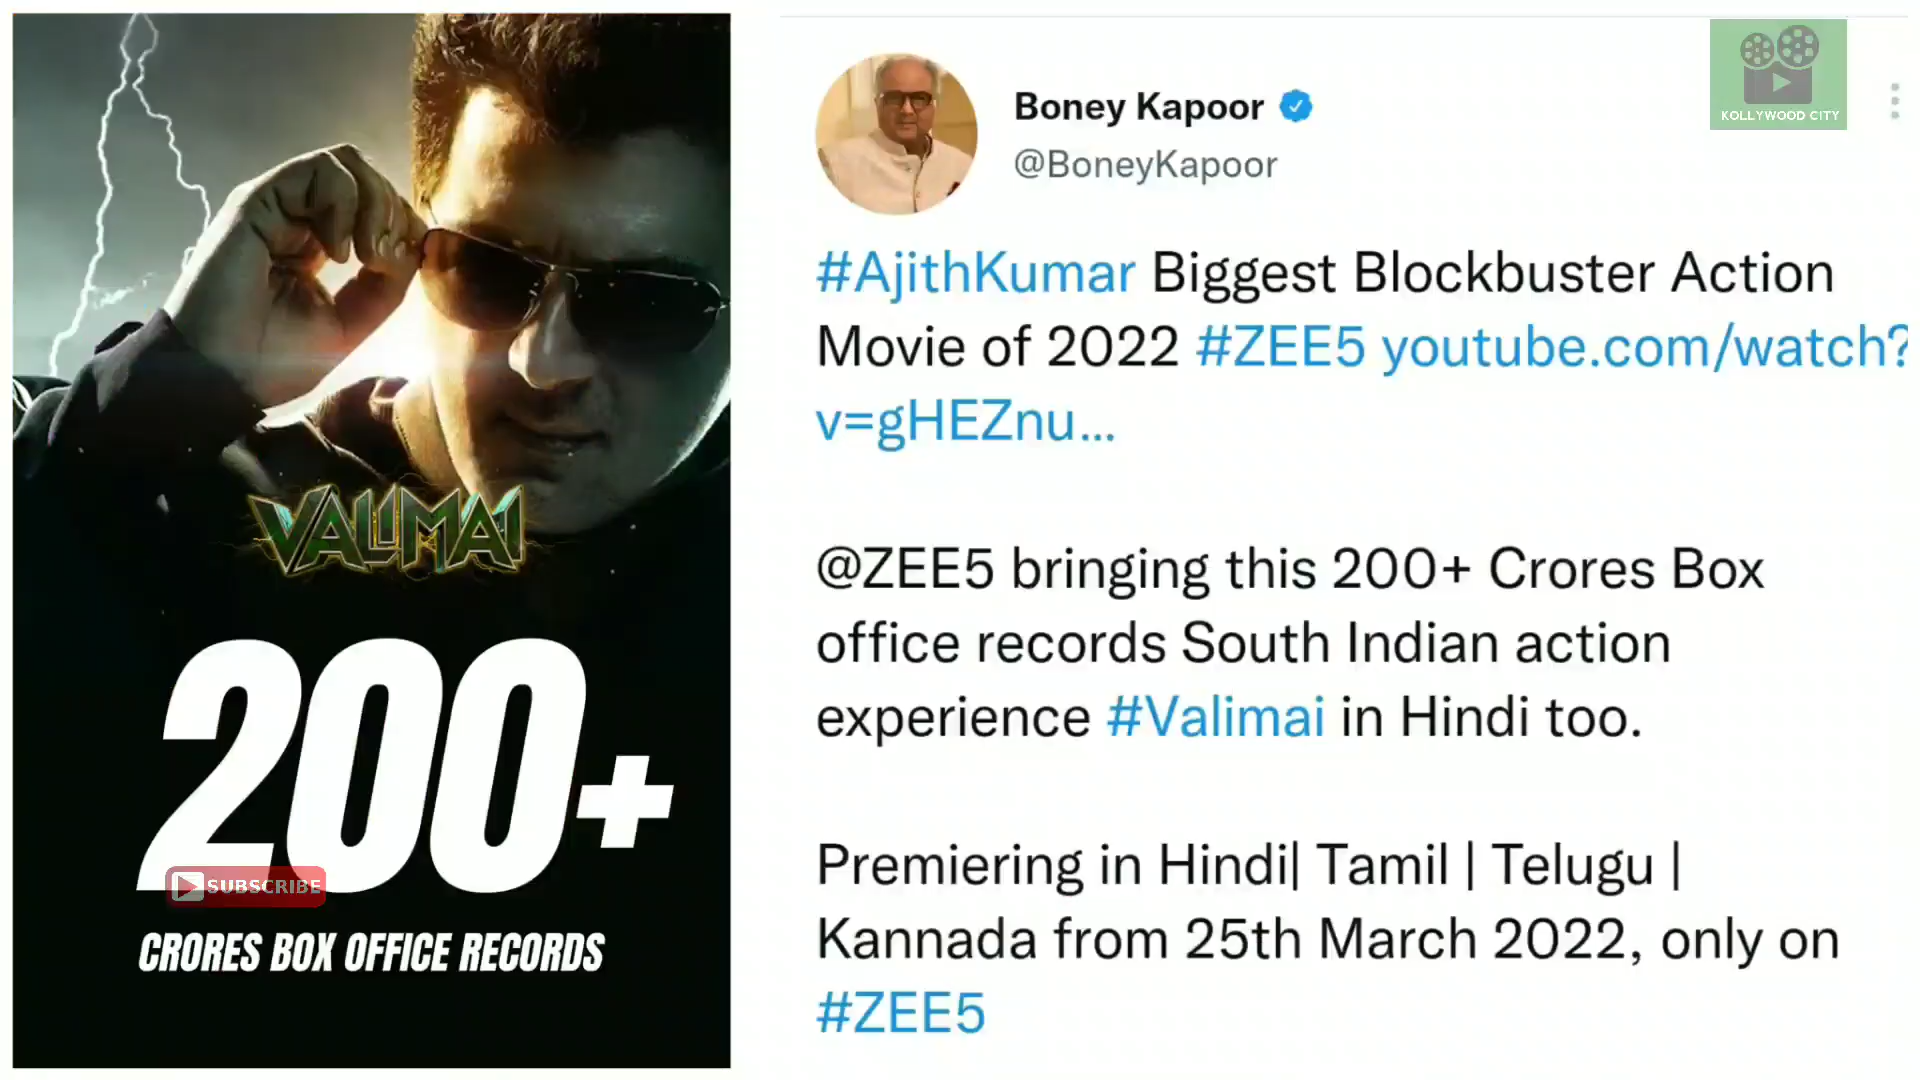 VALIMAI
200+
SUBSCRIBE
CRORES BOX OFFICE RECORDS
KOLLYWOOD CITY
Boney Kapoor
@BoneyKapoor
#AjithKumar Biggest Blockbuster Action
Movie of 2022 #ZEE5 youtube.com/watch?
v=gHEZnu...
@ZEE5 bringing this 200+ Crores Box
office records South Indian action
experience #Valimai in Hindi too.
Premiering in Hindi| Tamil | Telugu |
Kannada from 25th March 2022, only on
#ZEE5